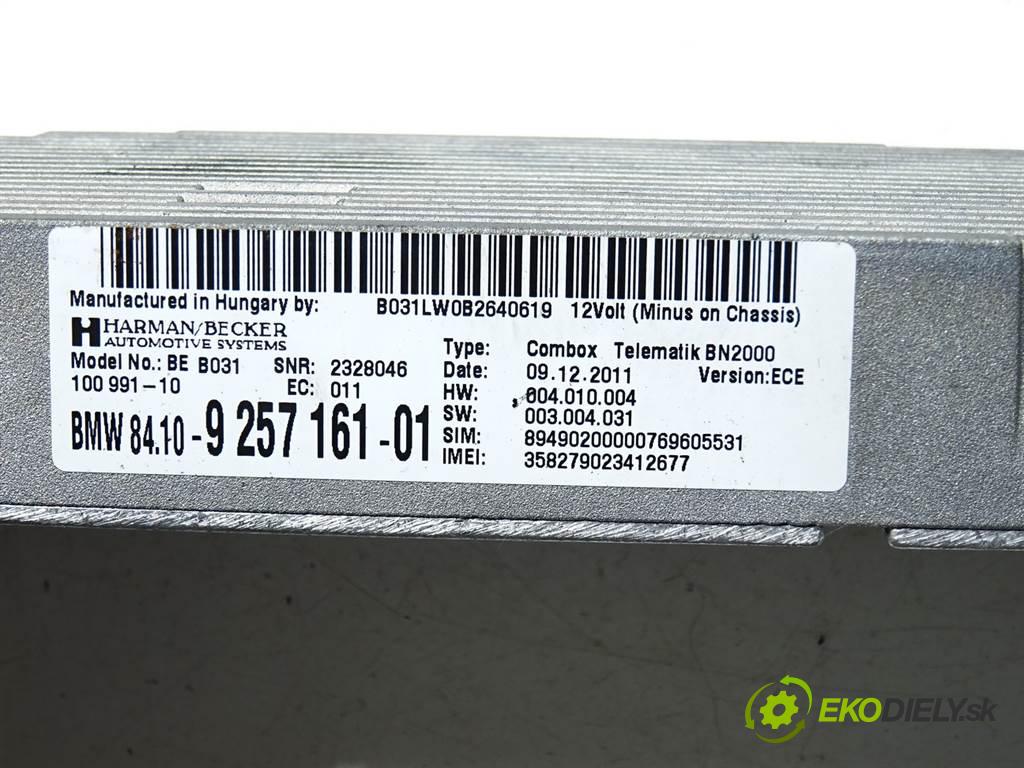 Manufactured in Hungary by: B031LW0B2640619 12Volt (Minus on Chassis)
HARMAN/BECKER
AUTOMOTIVE SYSTEMS
Model No.: BE B031 SNR: 2328046
100 991-10 EC: 011
BMW 84.10 - 9 257 161 - 01
Type: Combox Telematik BN2000
Date: 09.12.2011 Version:ECE
HW: 004.010.004
SW: 003.004.031
SIM: 89490200000769605531
IMEI: 358279023412677
EKODIELY.sk